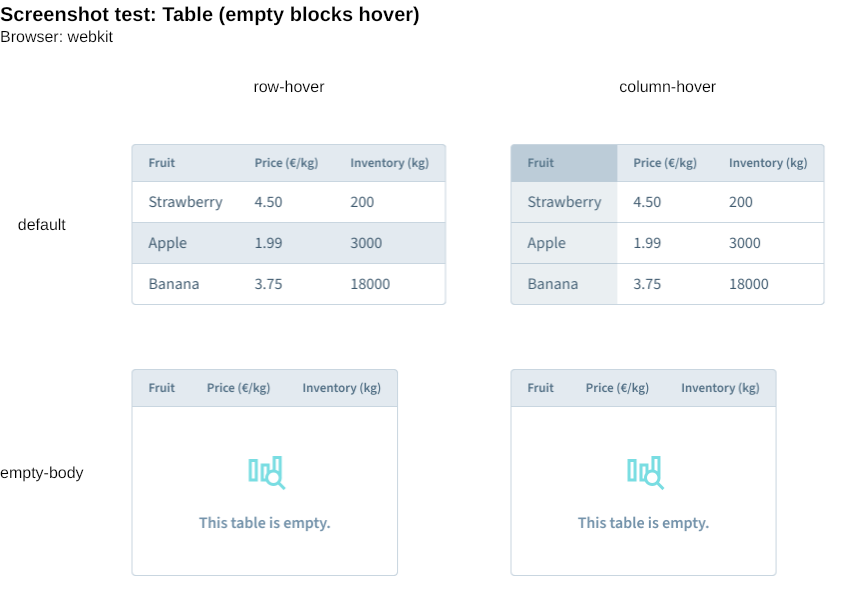 Screenshot test: Table (empty blocks hover)
Browser: webkit
row-hover column-hover
default
Fruit Price (€/kg) Inventory (kg)
Strawberry 4.50 200
Apple 1.99 3000
Banana 3.75 18000
Fruit Price (€/kg) Inventory (kg)
Strawberry 4.50 200
Apple 1.99 3000
Banana 3.75 18000
empty-body
Fruit Price (€/kg) Inventory (kg)
This table is empty.
Fruit Price (€/kg) Inventory (kg)
This table is empty.